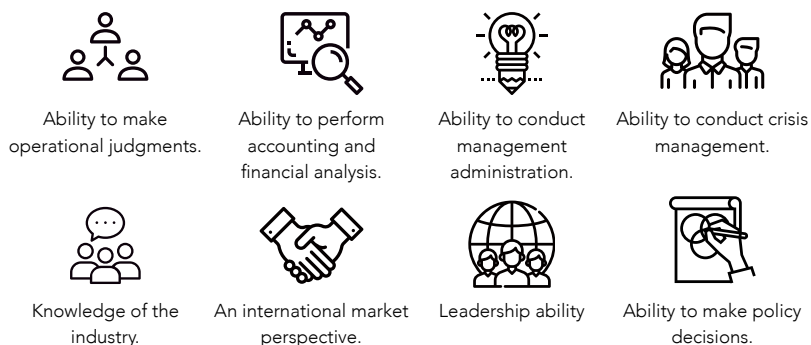 Ability to make
operational judgments.
Ability to perform
accounting and
financial analysis.
Ability to conduct
management
administration.
Ability to conduct crisis
management.
Knowledge of the
industry.
An international market
perspective.
Leadership ability
Ability to make policy
decisions.